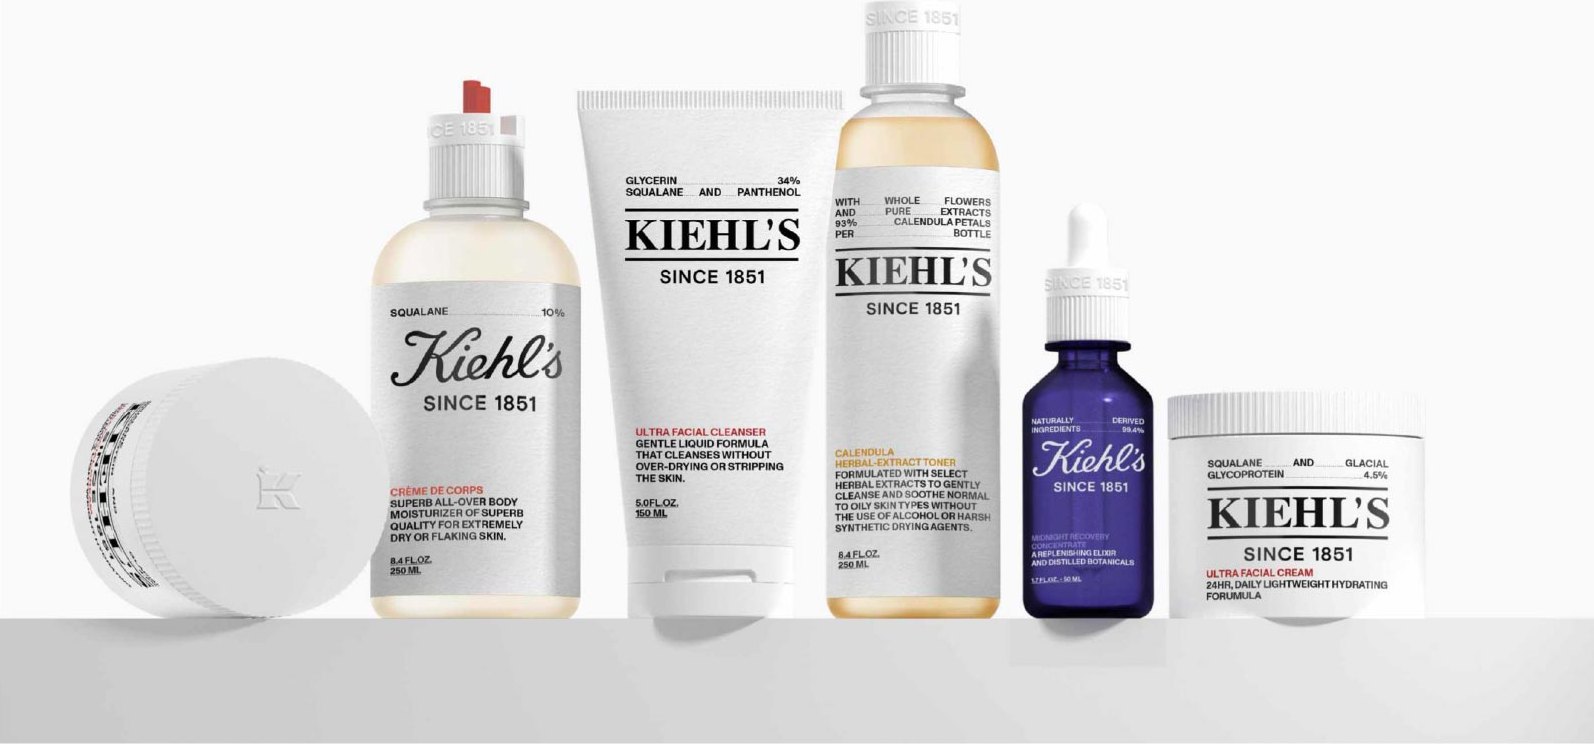 SINCE 1851
SQUALANE 10%
Kiehl's
SINCE 1851
CRÈME DE CORPS
SUPERB ALL-OVER BODY
MOISTURIZER OF SUPERB
QUALITY FOR EXTREMELY
DRY OR FLAKING SKIN.
8.4 FL.OZ.
250 ML
GLYCERIN 34%
SQUALANE AND PANTHENOL
KIEHL'S
SINCE 1851
ULTRA FACIAL CLEANSER
GENTLE LIQUID FORMULA
THAT CLEANSES WITHOUT
OVER-DRYING OR STRIPPING
THE SKIN.
5.0FL.OZ.
150 ML
SINCE 1851
WITH WHOLE FLOWERS
AND PURE EXTRACTS
93% CALENDULA PETALS
PER BOTTLE
KIEHL'S
SINCE 1851
CALENDULA
HERBAL-EXTRACT TONER
FORMULATED WITH SELECT
HERBAL EXTRACTS TO GENTLY
CLEANSE AND SOOTHE NORMAL
TO OILY SKIN TYPES WITHOUT
THE USE OF ALCOHOL OR HARSH
SYNTHETIC DRYING AGENTS.
8.4 FL.OZ.
250 ML
SINCE 1851
NATURALLY DERIVED
INGREDIENTS 99.4%
Kiehl's
SINCE 1851
MIDNIGHT RECOVERY
CONCENTRATE
A REPLENISHING ELIXIR
AND DISTILLED BOTANICALS
1.7 FL.OZ. - 50 ML
SQUALANE AND GLACIAL
GLYCOPROTEIN 4.5%
KIEHL'S
SINCE 1851
ULTRA FACIAL CREAM
24HR, DAILY LIGHTWEIGHT HYDRATING
FORUMULA